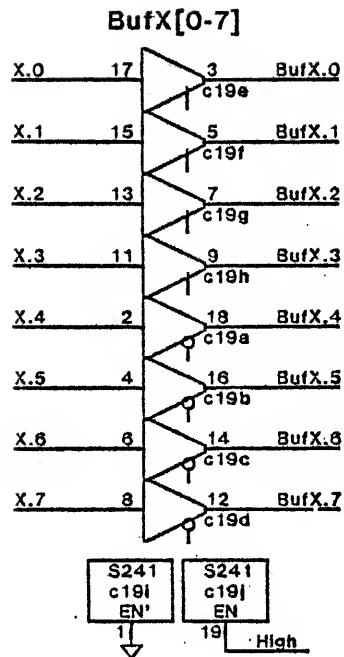 BufX[0-7]
X.0 17 3 BufX.0
c19e
X.1 15 5 BufX.1
c19f
X.2 13 7 BufX.2
c19g
X.3 11 9 BufX.3
c19h
X.4 2 18 BufX.4
c19a
X.5 4 16 BufX.5
c19b
X.6 6 14 BufX.6
c19c
X.7 8 12 BufX.7
c19d
S241 S241
c19i c19j
EN' EN
1 19 High